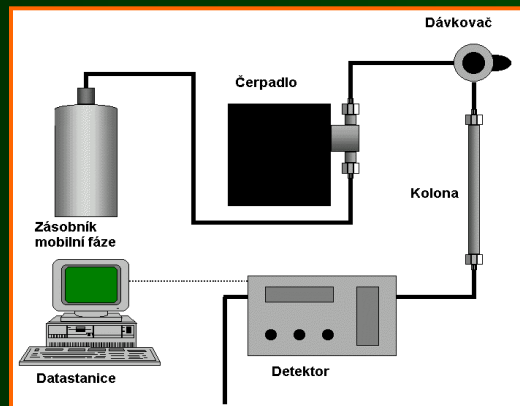 Dávkovač
Čerpadlo
Kolona
Zásobník
mobilní fáze
Datastanice
Detektor